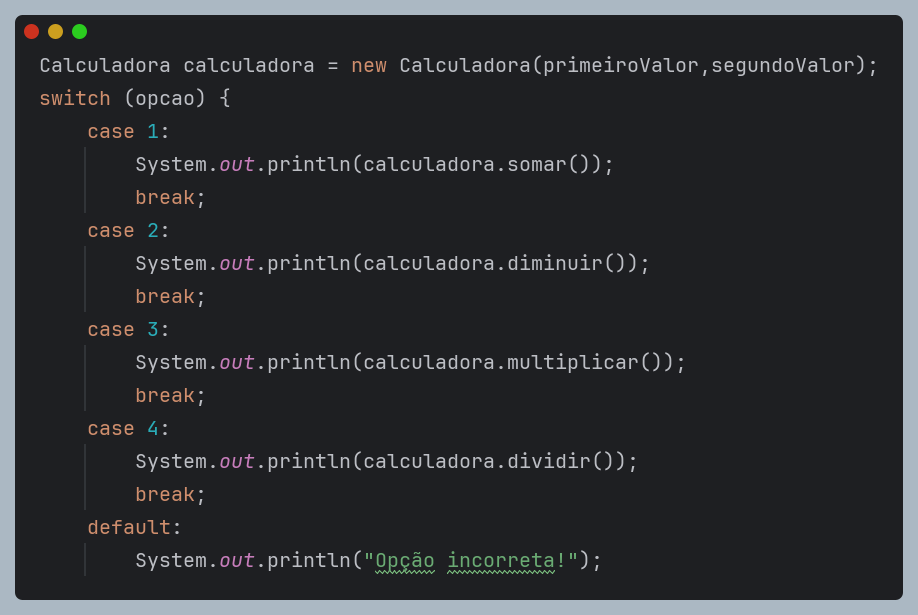 Calculadora calculadora = new Calculadora(primeiroValor,segundoValor);
switch (opcao) {
    case 1:
        System.out.println(calculadora.somar());
        break;
    case 2:
        System.out.println(calculadora.diminuir());
        break;
    case 3:
        System.out.println(calculadora.multiplicar());
        break;
    case 4:
        System.out.println(calculadora.dividir());
        break;
    default:
        System.out.println("Opção incorreta!");